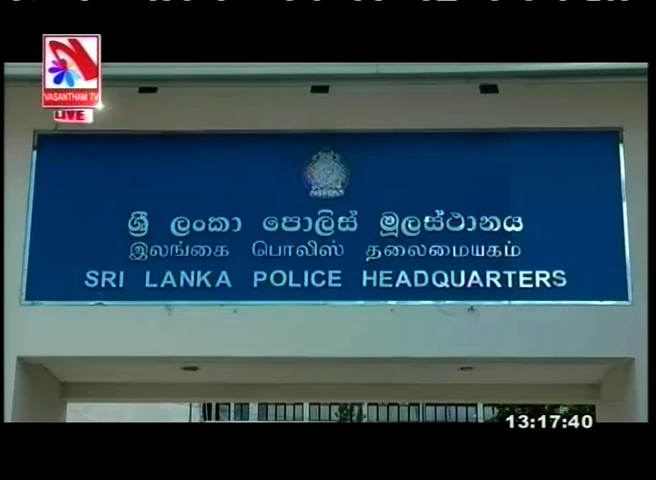 VASANTHAM TV
LIVE
ශ්‍රී ලංකා පොලිස් මූලස්ථානය
இலங்கை பொலிஸ் தலைமையகம்
SRI LANKA POLICE HEADQUARTERS
13:17:40